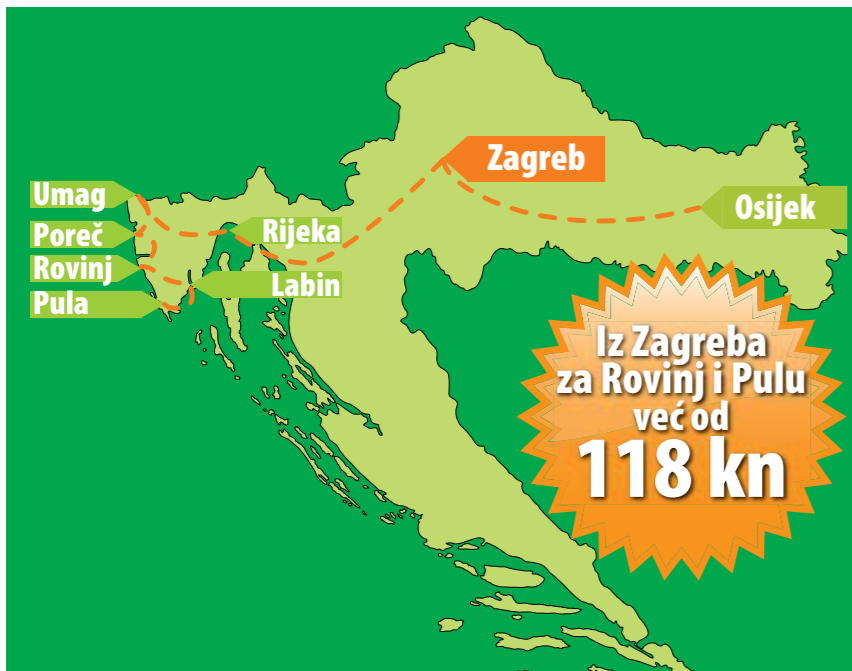 Zagreb
Umag
Osijek
Poreč
Rijeka
Rovinj
Labin
Pula
Iz Zagreba
za Rovinj i Pulu
već od
118 kn